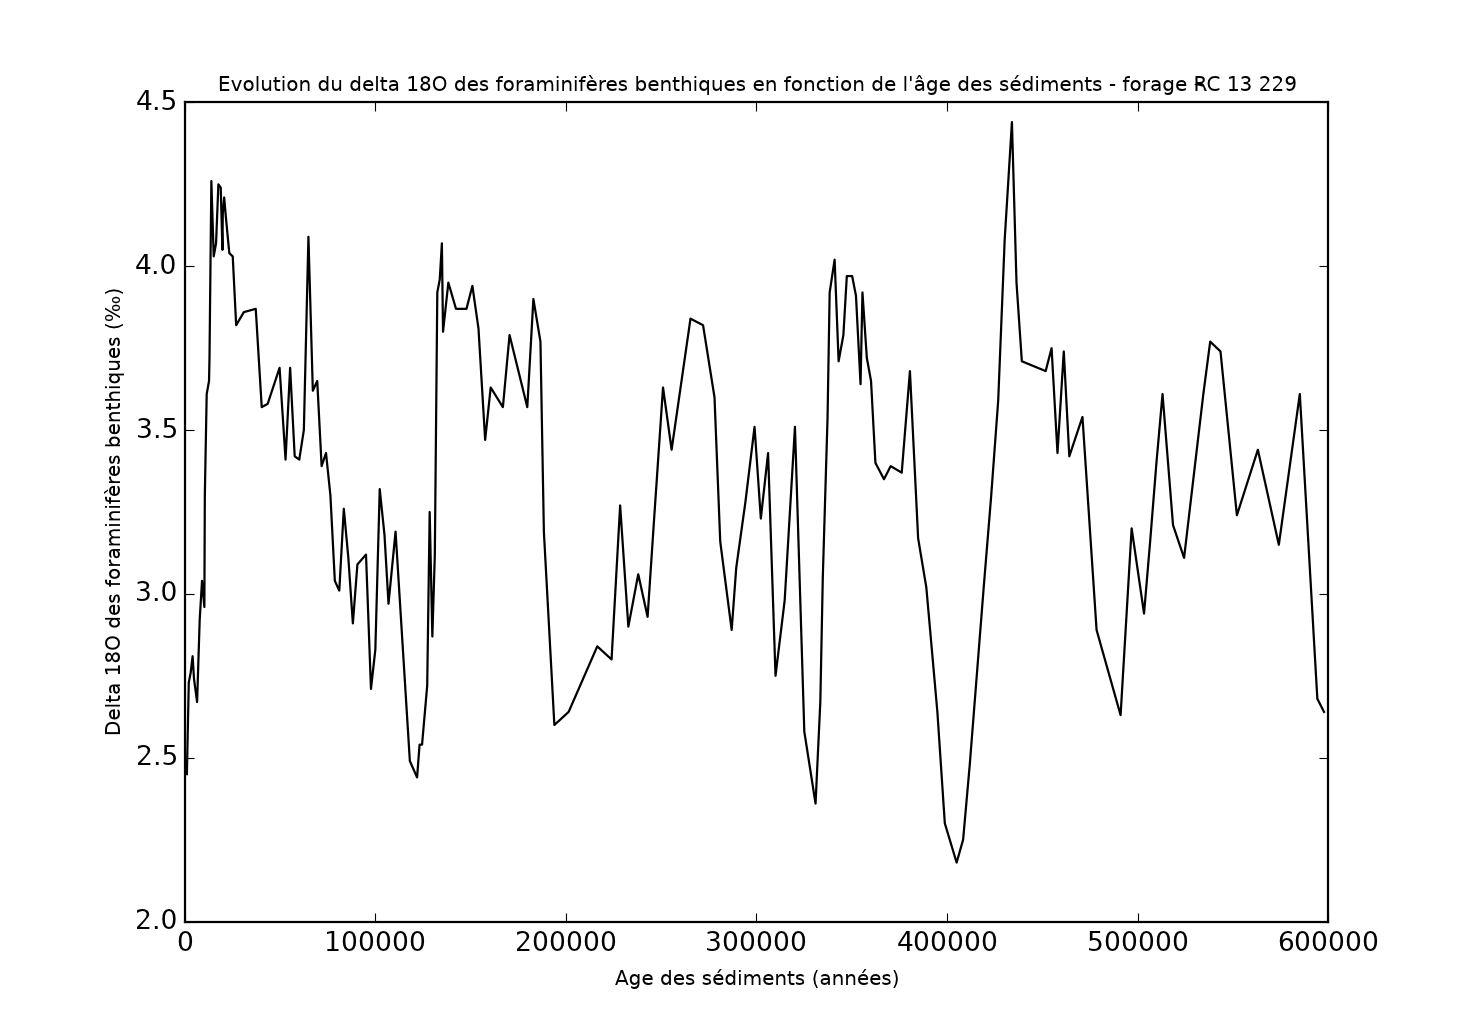 Evolution du delta 18O des foraminifères benthiques en fonction de l'âge des sédiments - forage RC 13 229
4.5
4.0
3.5
3.0
2.5
2.0
Delta 18O des foraminifères benthiques (‰)
0 100000 200000 300000 400000 500000 600000
Age des sédiments (années)